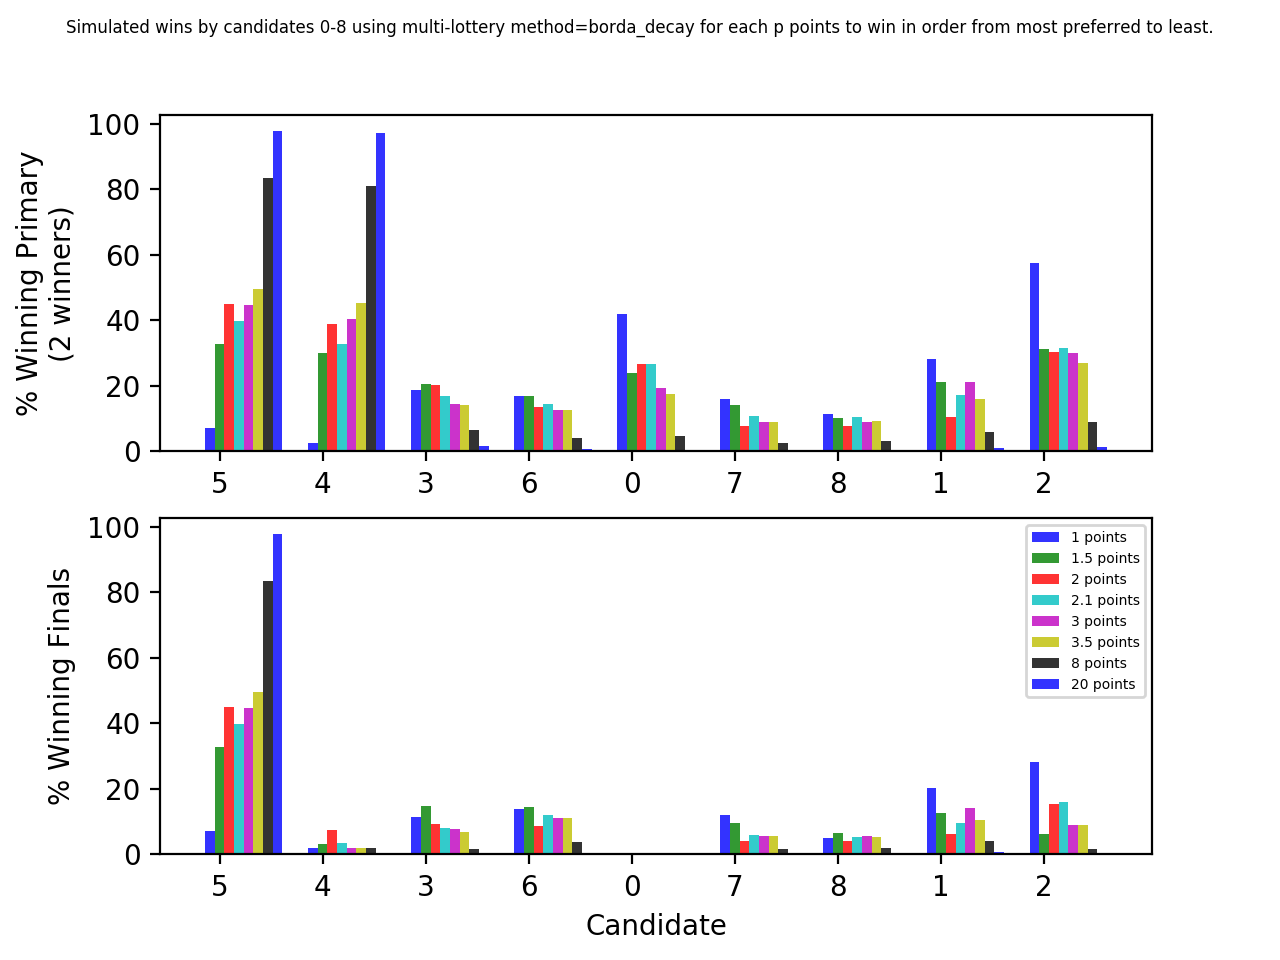 Simulated wins by candidates 0-8 using multi-lottery method=borda_decay for each p points to win in order from most preferred to least.
% Winning Primary
(2 winners)
100
80
60
40
20
0
5 4 3 6 0 7 8 1 2
% Winning Finals
100
80
60
40
20
0
1 points
1.5 points
2 points
2.1 points
3 points
3.5 points
8 points
20 points
5 4 3 6 0 7 8 1 2
Candidate